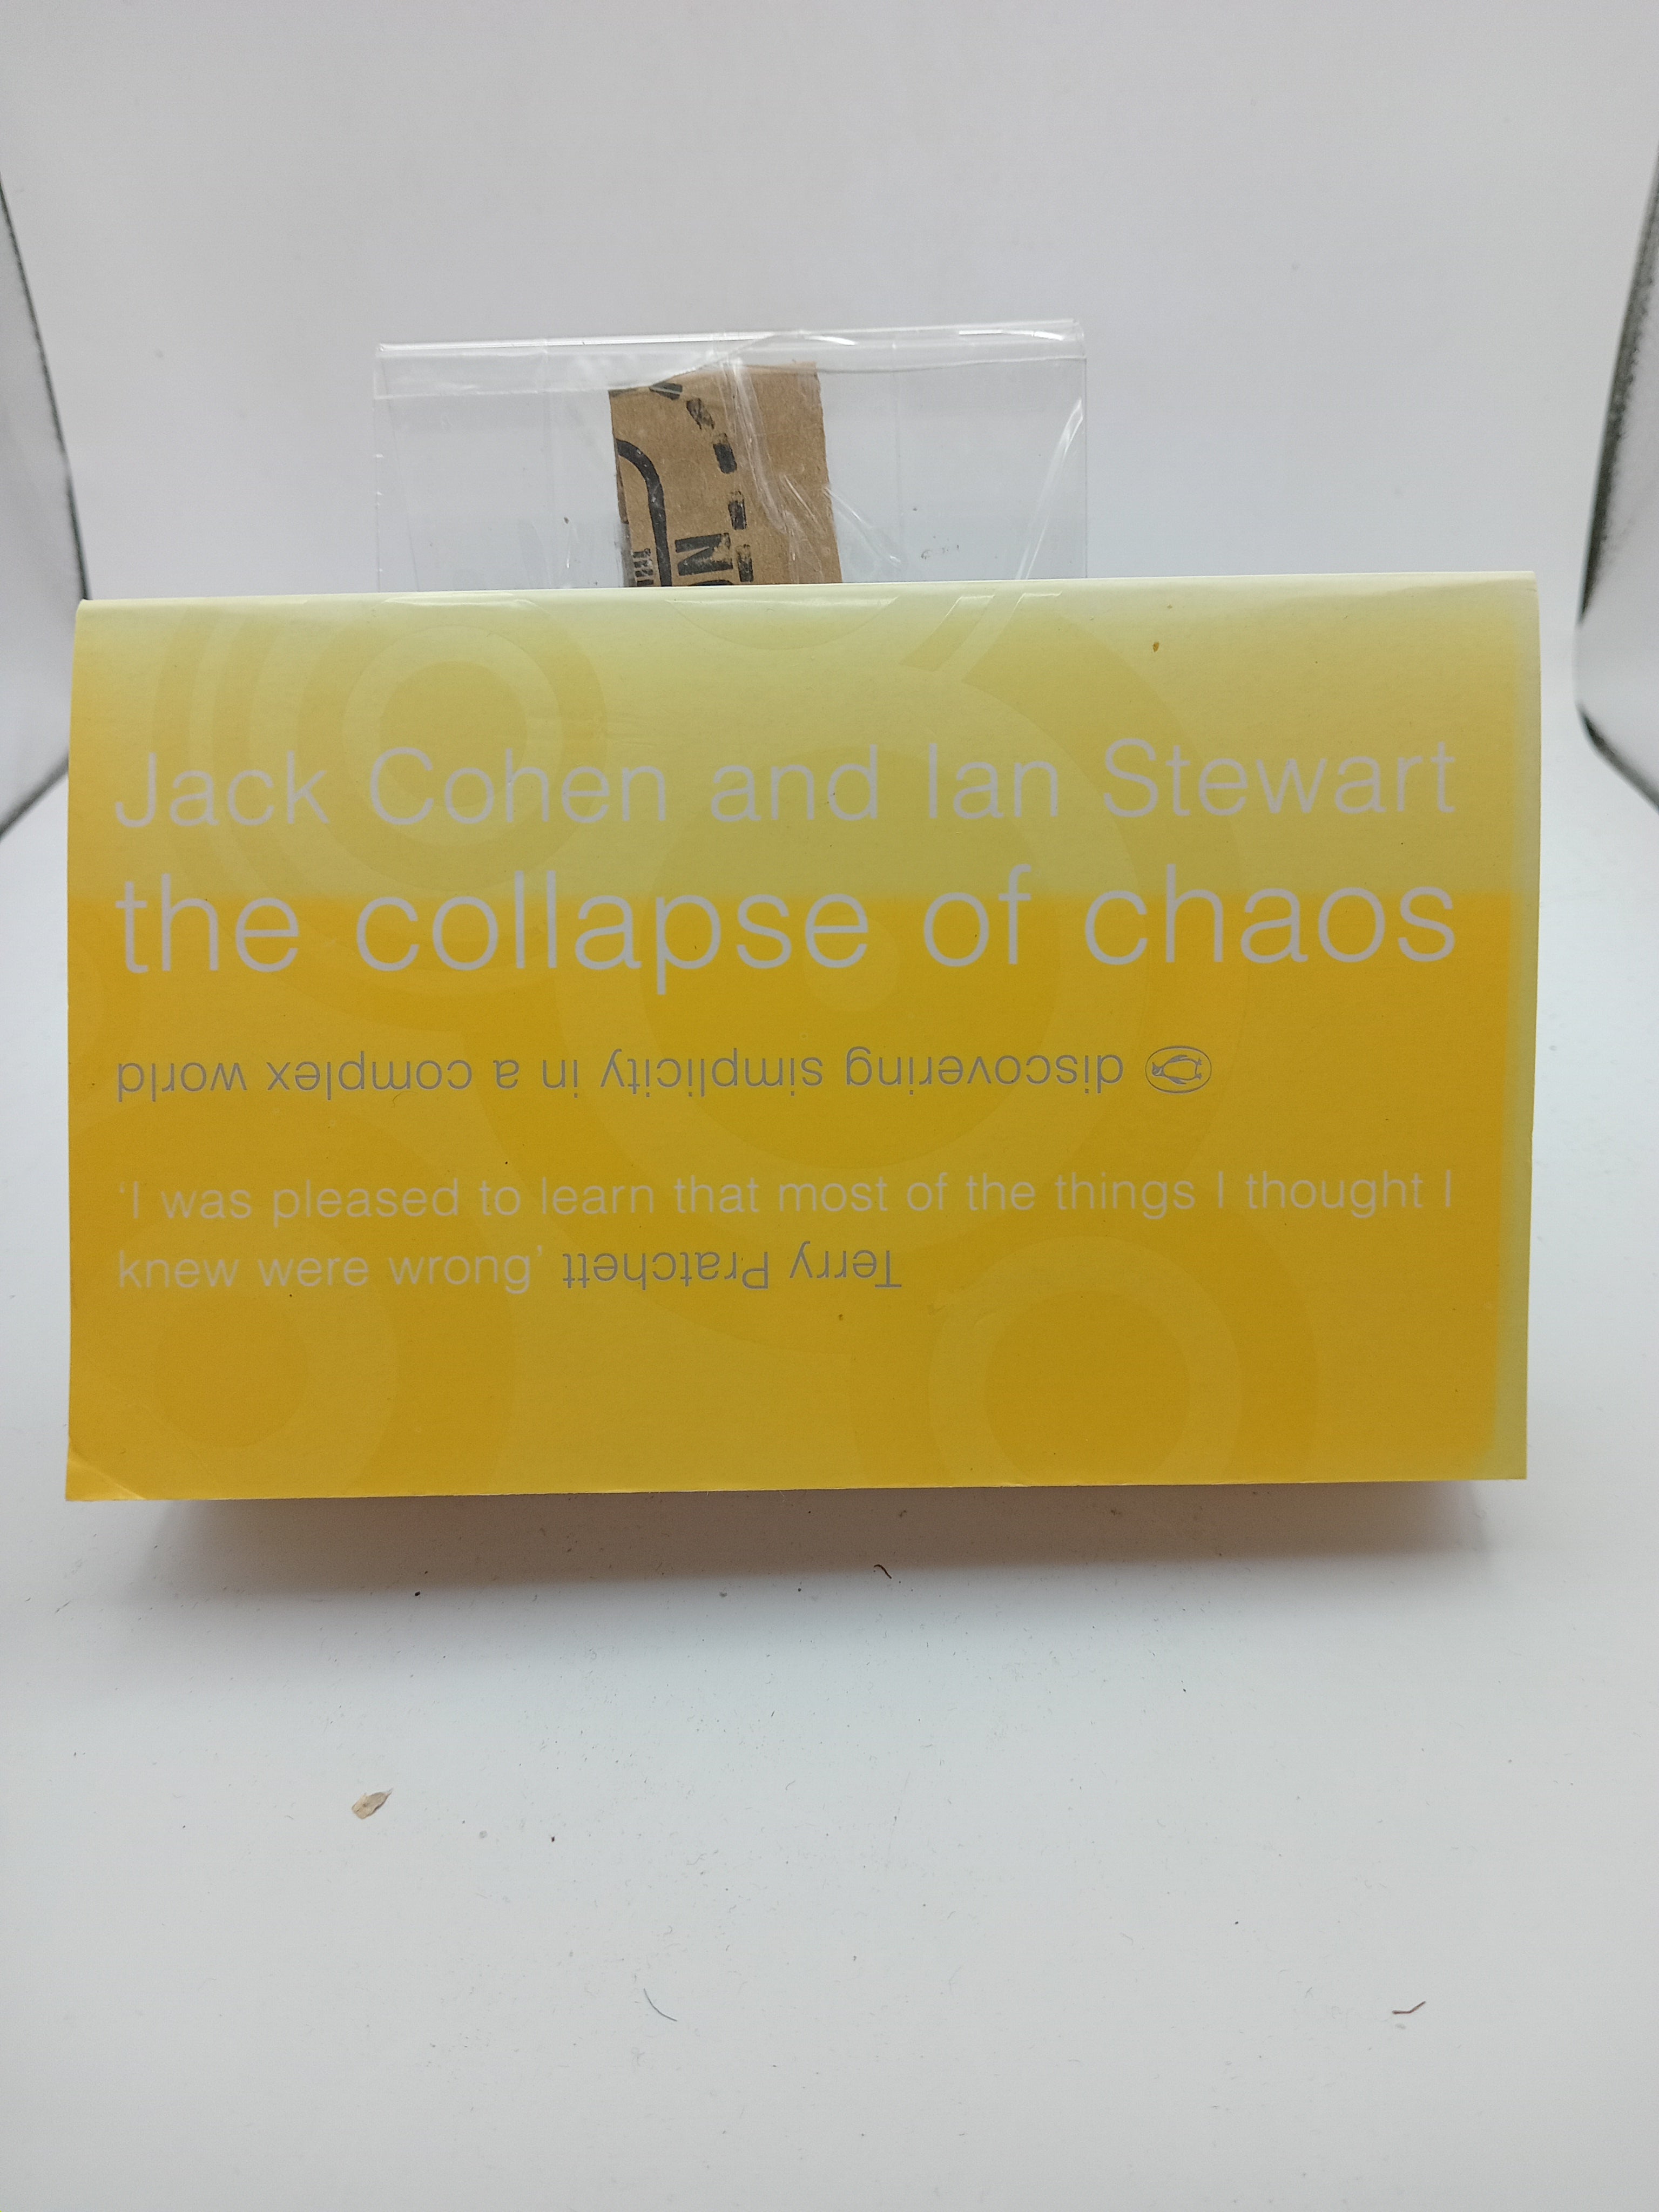 Jack Cohen and Ian Stewart
the collapse of chaos
discovering simplicity in a complex world
'I was pleased to learn that most of the things I thought I
knew were wrong' Terry Pratchett